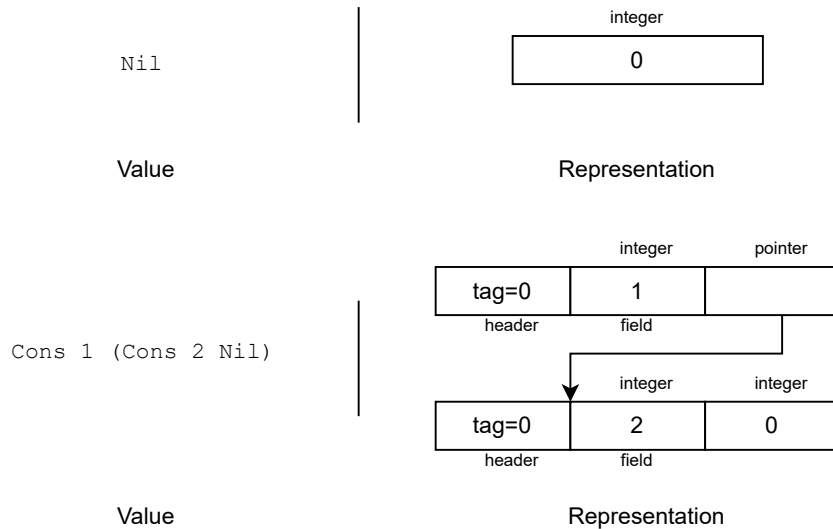 integer
Nil
0
Value
Representation
integer
pointer
tag=0
1
header
field
Cons 1 (Cons 2 Nil)
integer
integer
tag=0
2
0
header
field
Value
Representation